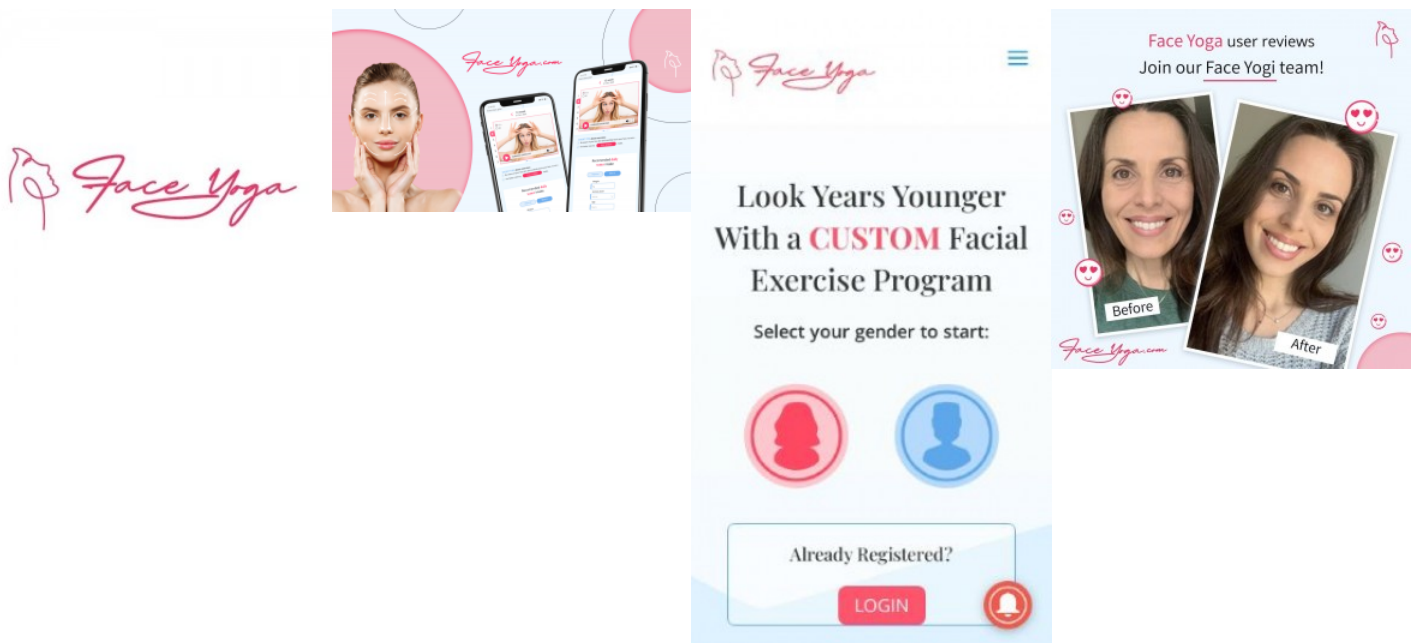 Face Yoga
Face Yoga.com
Face Yoga
Look Years Younger
With a CUSTOM Facial
Exercise Program
Select your gender to start:
Already Registered?
LOGIN
Face Yoga user reviews
Join our Face Yogi team!
Before
After
Face Yoga.com